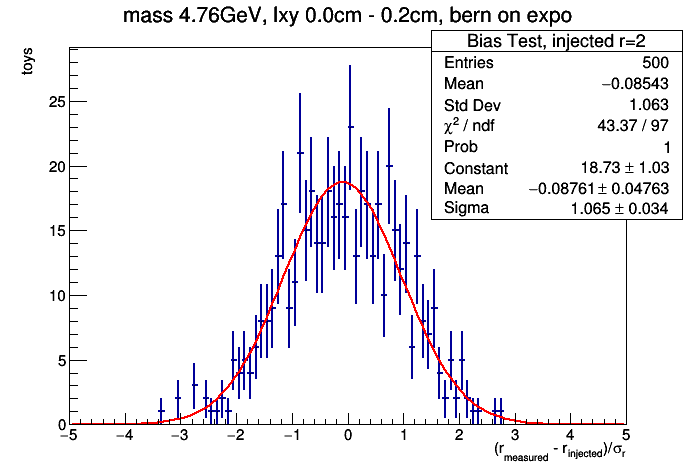 mass 4.76GeV, lxy 0.0cm - 0.2cm, bern on expo
Bias Test, injected r=2
Entries 500
Mean −0.08543
Std Dev 1.063
χ² / ndf 43.37 / 97
Prob 1
Constant 18.73 ± 1.03
Mean −0.08761 ± 0.04763
Sigma 1.065 ± 0.034
toys
25
20
15
10
5
0
−5 −4 −3 −2 −1 0 1 2 3 4 5
(r_measured - r_injected)/σ_r